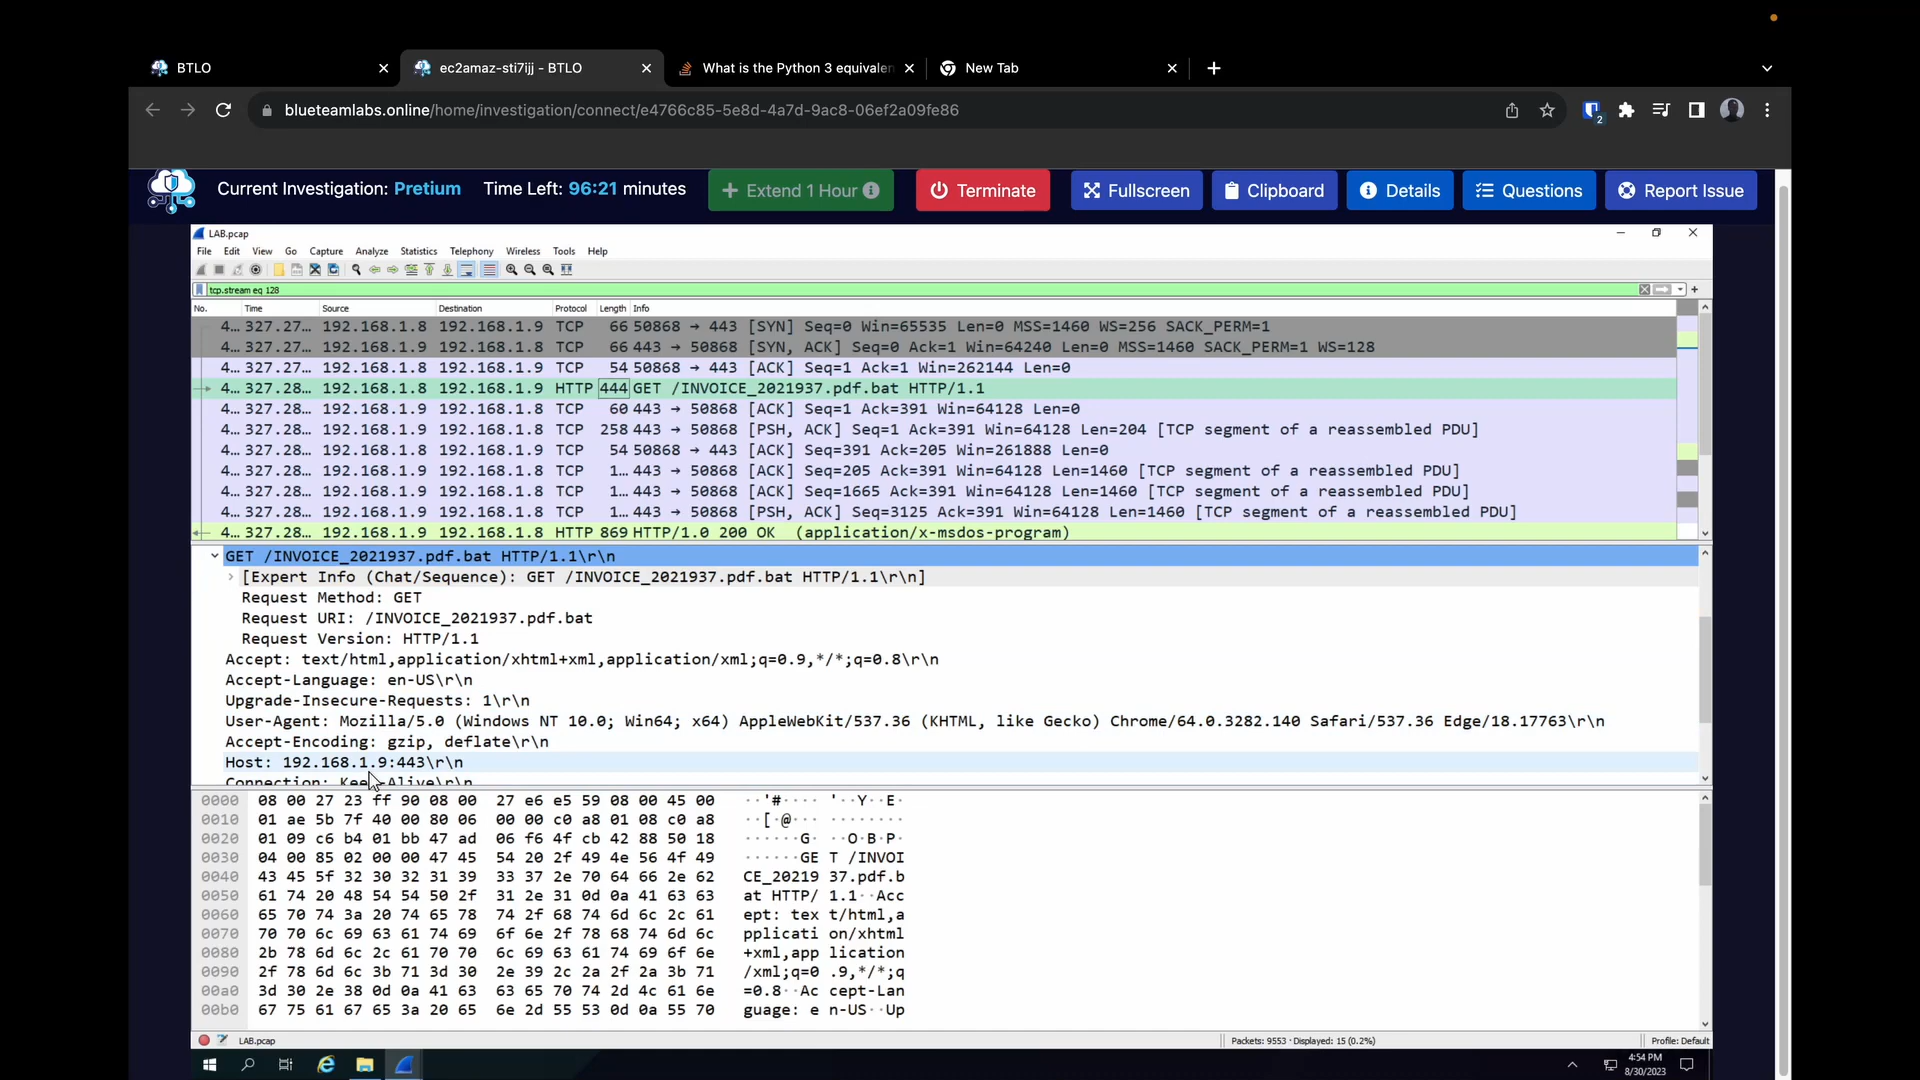 BTLO
ec2amaz-sti7ijj - BTLO
What is the Python 3 equivalen
New Tab
blueteamlabs.online/home/investigation/connect/e4766c85-5e8d-4a7d-9ac8-06ef2a09fe86
2
Current Investigation: Pretium Time Left: 96:21 minutes
Extend 1 Hour
Terminate
Fullscreen
Clipboard
Details
Questions
Report Issue
LAB.pcap
File Edit View Go Capture Analyze Statistics Telephony Wireless Tools Help
tcp.stream eq 128
No. Time Source Destination Protocol Length Info
4… 327.27… 192.168.1.8 192.168.1.9 TCP 66 50868 → 443 [SYN] Seq=0 Win=65535 Len=0 MSS=1460 WS=256 SACK_PERM=1
4… 327.27… 192.168.1.9 192.168.1.8 TCP 66 443 → 50868 [SYN, ACK] Seq=0 Ack=1 Win=64240 Len=0 MSS=1460 SACK_PERM=1 WS=128
4… 327.27… 192.168.1.8 192.168.1.9 TCP 54 50868 → 443 [ACK] Seq=1 Ack=1 Win=262144 Len=0
4… 327.28… 192.168.1.8 192.168.1.9 HTTP 444 GET /INVOICE_2021937.pdf.bat HTTP/1.1
4… 327.28… 192.168.1.9 192.168.1.8 TCP 60 443 → 50868 [ACK] Seq=1 Ack=391 Win=64128 Len=0
4… 327.28… 192.168.1.9 192.168.1.8 TCP 258 443 → 50868 [PSH, ACK] Seq=1 Ack=391 Win=64128 Len=204 [TCP segment of a reassembled PDU]
4… 327.28… 192.168.1.8 192.168.1.9 TCP 54 50868 → 443 [ACK] Seq=391 Ack=205 Win=261888 Len=0
4… 327.28… 192.168.1.9 192.168.1.8 TCP 1… 443 → 50868 [ACK] Seq=205 Ack=391 Win=64128 Len=1460 [TCP segment of a reassembled PDU]
4… 327.28… 192.168.1.9 192.168.1.8 TCP 1… 443 → 50868 [ACK] Seq=1665 Ack=391 Win=64128 Len=1460 [TCP segment of a reassembled PDU]
4… 327.28… 192.168.1.9 192.168.1.8 TCP 1… 443 → 50868 [PSH, ACK] Seq=3125 Ack=391 Win=64128 Len=1460 [TCP segment of a reassembled PDU]
4… 327.28… 192.168.1.9 192.168.1.8 HTTP 869 HTTP/1.0 200 OK (application/x-msdos-program)
GET /INVOICE_2021937.pdf.bat HTTP/1.1\r\n
[Expert Info (Chat/Sequence): GET /INVOICE_2021937.pdf.bat HTTP/1.1\r\n]
Request Method: GET
Request URI: /INVOICE_2021937.pdf.bat
Request Version: HTTP/1.1
Accept: text/html,application/xhtml+xml,application/xml;q=0.9,*/*;q=0.8\r\n
Accept-Language: en-US\r\n
Upgrade-Insecure-Requests: 1\r\n
User-Agent: Mozilla/5.0 (Windows NT 10.0; Win64; x64) AppleWebKit/537.36 (KHTML, like Gecko) Chrome/64.0.3282.140 Safari/537.36 Edge/18.17763\r\n
Accept-Encoding: gzip, deflate\r\n
Host: 192.168.1.9:443\r\n
Connection: Keep-Alive\r\n
0000 08 00 27 23 ff 90 08 00 27 e6 e5 59 08 00 45 00 ··'#···· '··Y··E·
0010 01 ae 5b 7f 40 00 80 06 00 00 c0 a8 01 08 c0 a8 ··[·@··· ········
0020 01 09 c6 b4 01 bb 47 ad 06 f6 4f cb 42 88 50 18 ······G· ··O·B·P·
0030 04 00 85 02 00 00 47 45 54 20 2f 49 4e 56 4f 49 ······GE T /INVOI
0040 43 45 5f 32 30 32 31 39 33 37 2e 70 64 66 2e 62 CE_20219 37.pdf.b
0050 61 74 20 48 54 54 50 2f 31 2e 31 0d 0a 41 63 63 at HTTP/ 1.1··Acc
0060 65 70 74 3a 20 74 65 78 74 2f 68 74 6d 6c 2c 61 ept: tex t/html,a
0070 70 70 6c 69 63 61 74 69 6f 6e 2f 78 68 74 6d 6c pplicati on/xhtml
0080 2b 78 6d 6c 2c 61 70 70 6c 69 63 61 74 69 6f 6e +xml,app lication
0090 2f 78 6d 6c 3b 71 3d 30 2e 39 2c 2a 2f 2a 3b 71 /xml;q=0 .9,*/*;q
00a0 3d 30 2e 38 0d 0a 41 63 63 65 70 74 2d 4c 61 6e =0.8··Ac cept-Lan
00b0 67 75 61 67 65 3a 20 65 6e 2d 55 53 0d 0a 55 70 guage: e n-US··Up
LAB.pcap
Packets: 9553 · Displayed: 15 (0.2%)
Profile: Default
4:54 PM
8/30/2023